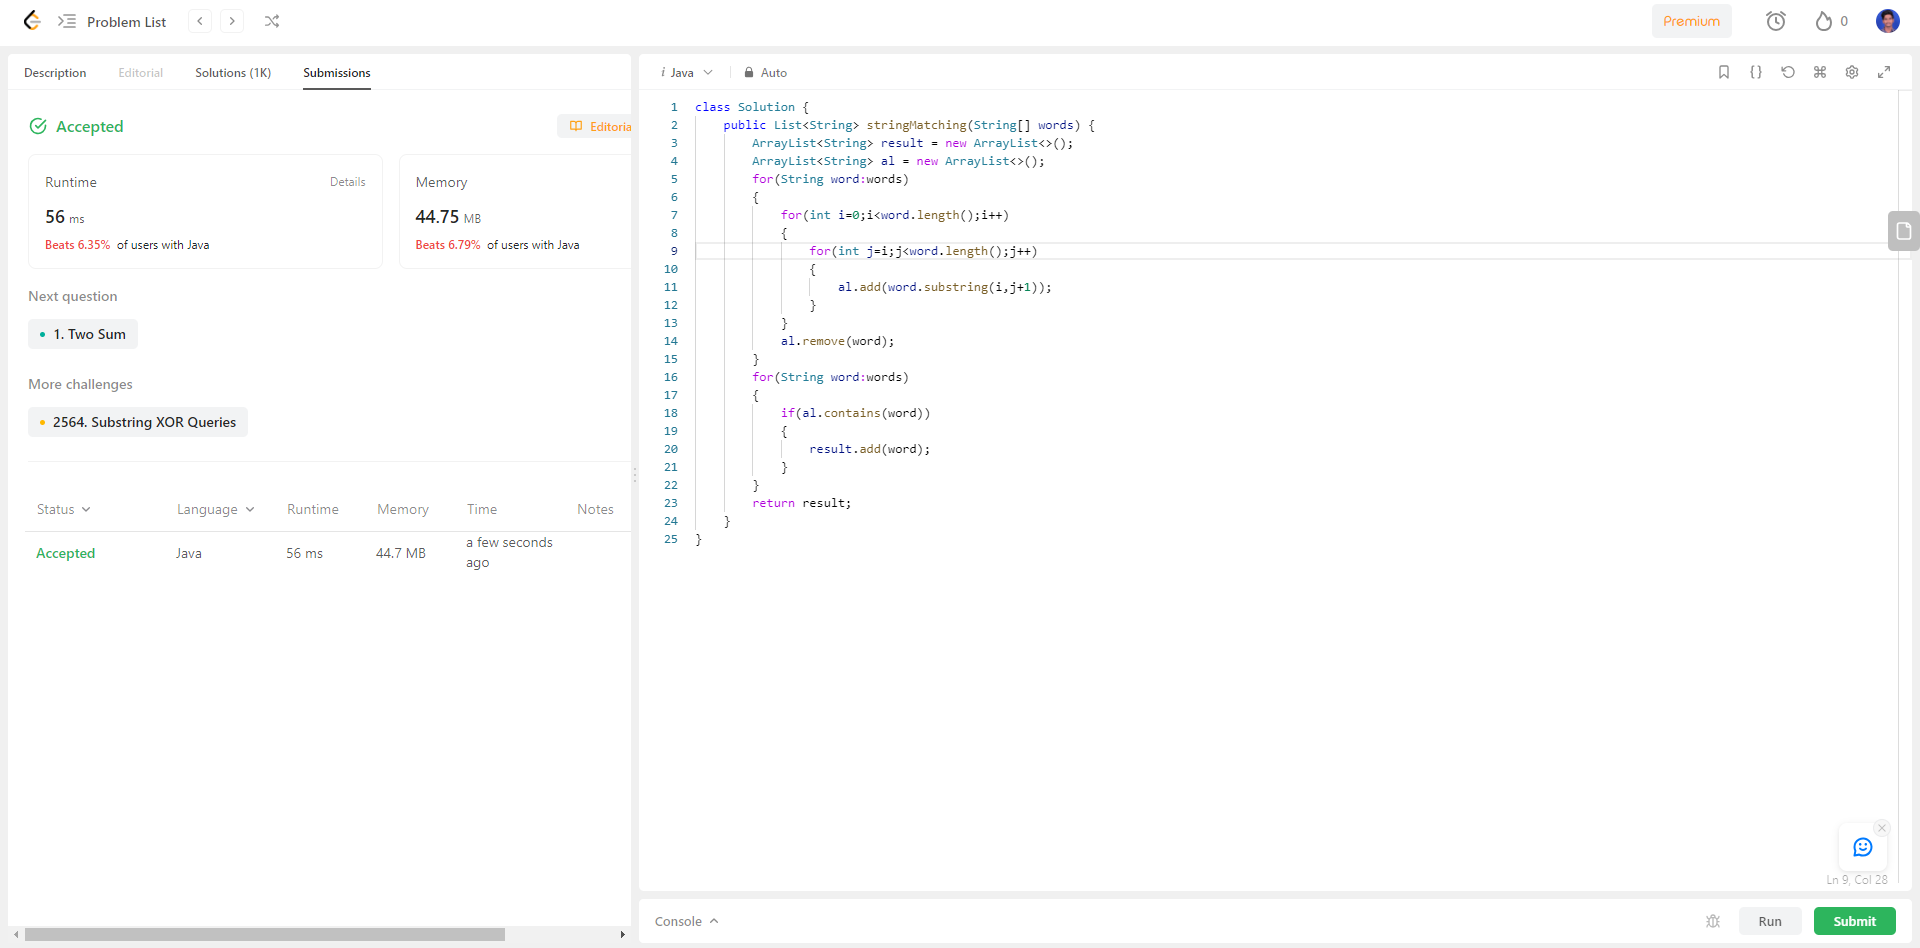 Problem List
Premium
0
Description Editorial Solutions (1K) Submissions
Accepted
Editoria
Runtime Details
56 ms
Beats 6.35% of users with Java
Memory
44.75 MB
Beats 6.79% of users with Java
Next question
1. Two Sum
More challenges
2564. Substring XOR Queries
Status Language Runtime Memory Time Notes
Accepted Java 56 ms 44.7 MB a few seconds ago
i Java Auto
1 class Solution {
2 public List<String> stringMatching(String[] words) {
3 ArrayList<String> result = new ArrayList<>();
4 ArrayList<String> al = new ArrayList<>();
5 for(String word:words)
6 {
7 for(int i=0;i<word.length();i++)
8 {
9 for(int j=i;j<word.length();j++)
10 {
11 al.add(word.substring(i,j+1));
12 }
13 }
14 al.remove(word);
15 }
16 for(String word:words)
17 {
18 if(al.contains(word))
19 {
20 result.add(word);
21 }
22 }
23 return result;
24 }
25 }
Ln 9, Col 28
Console Run Submit